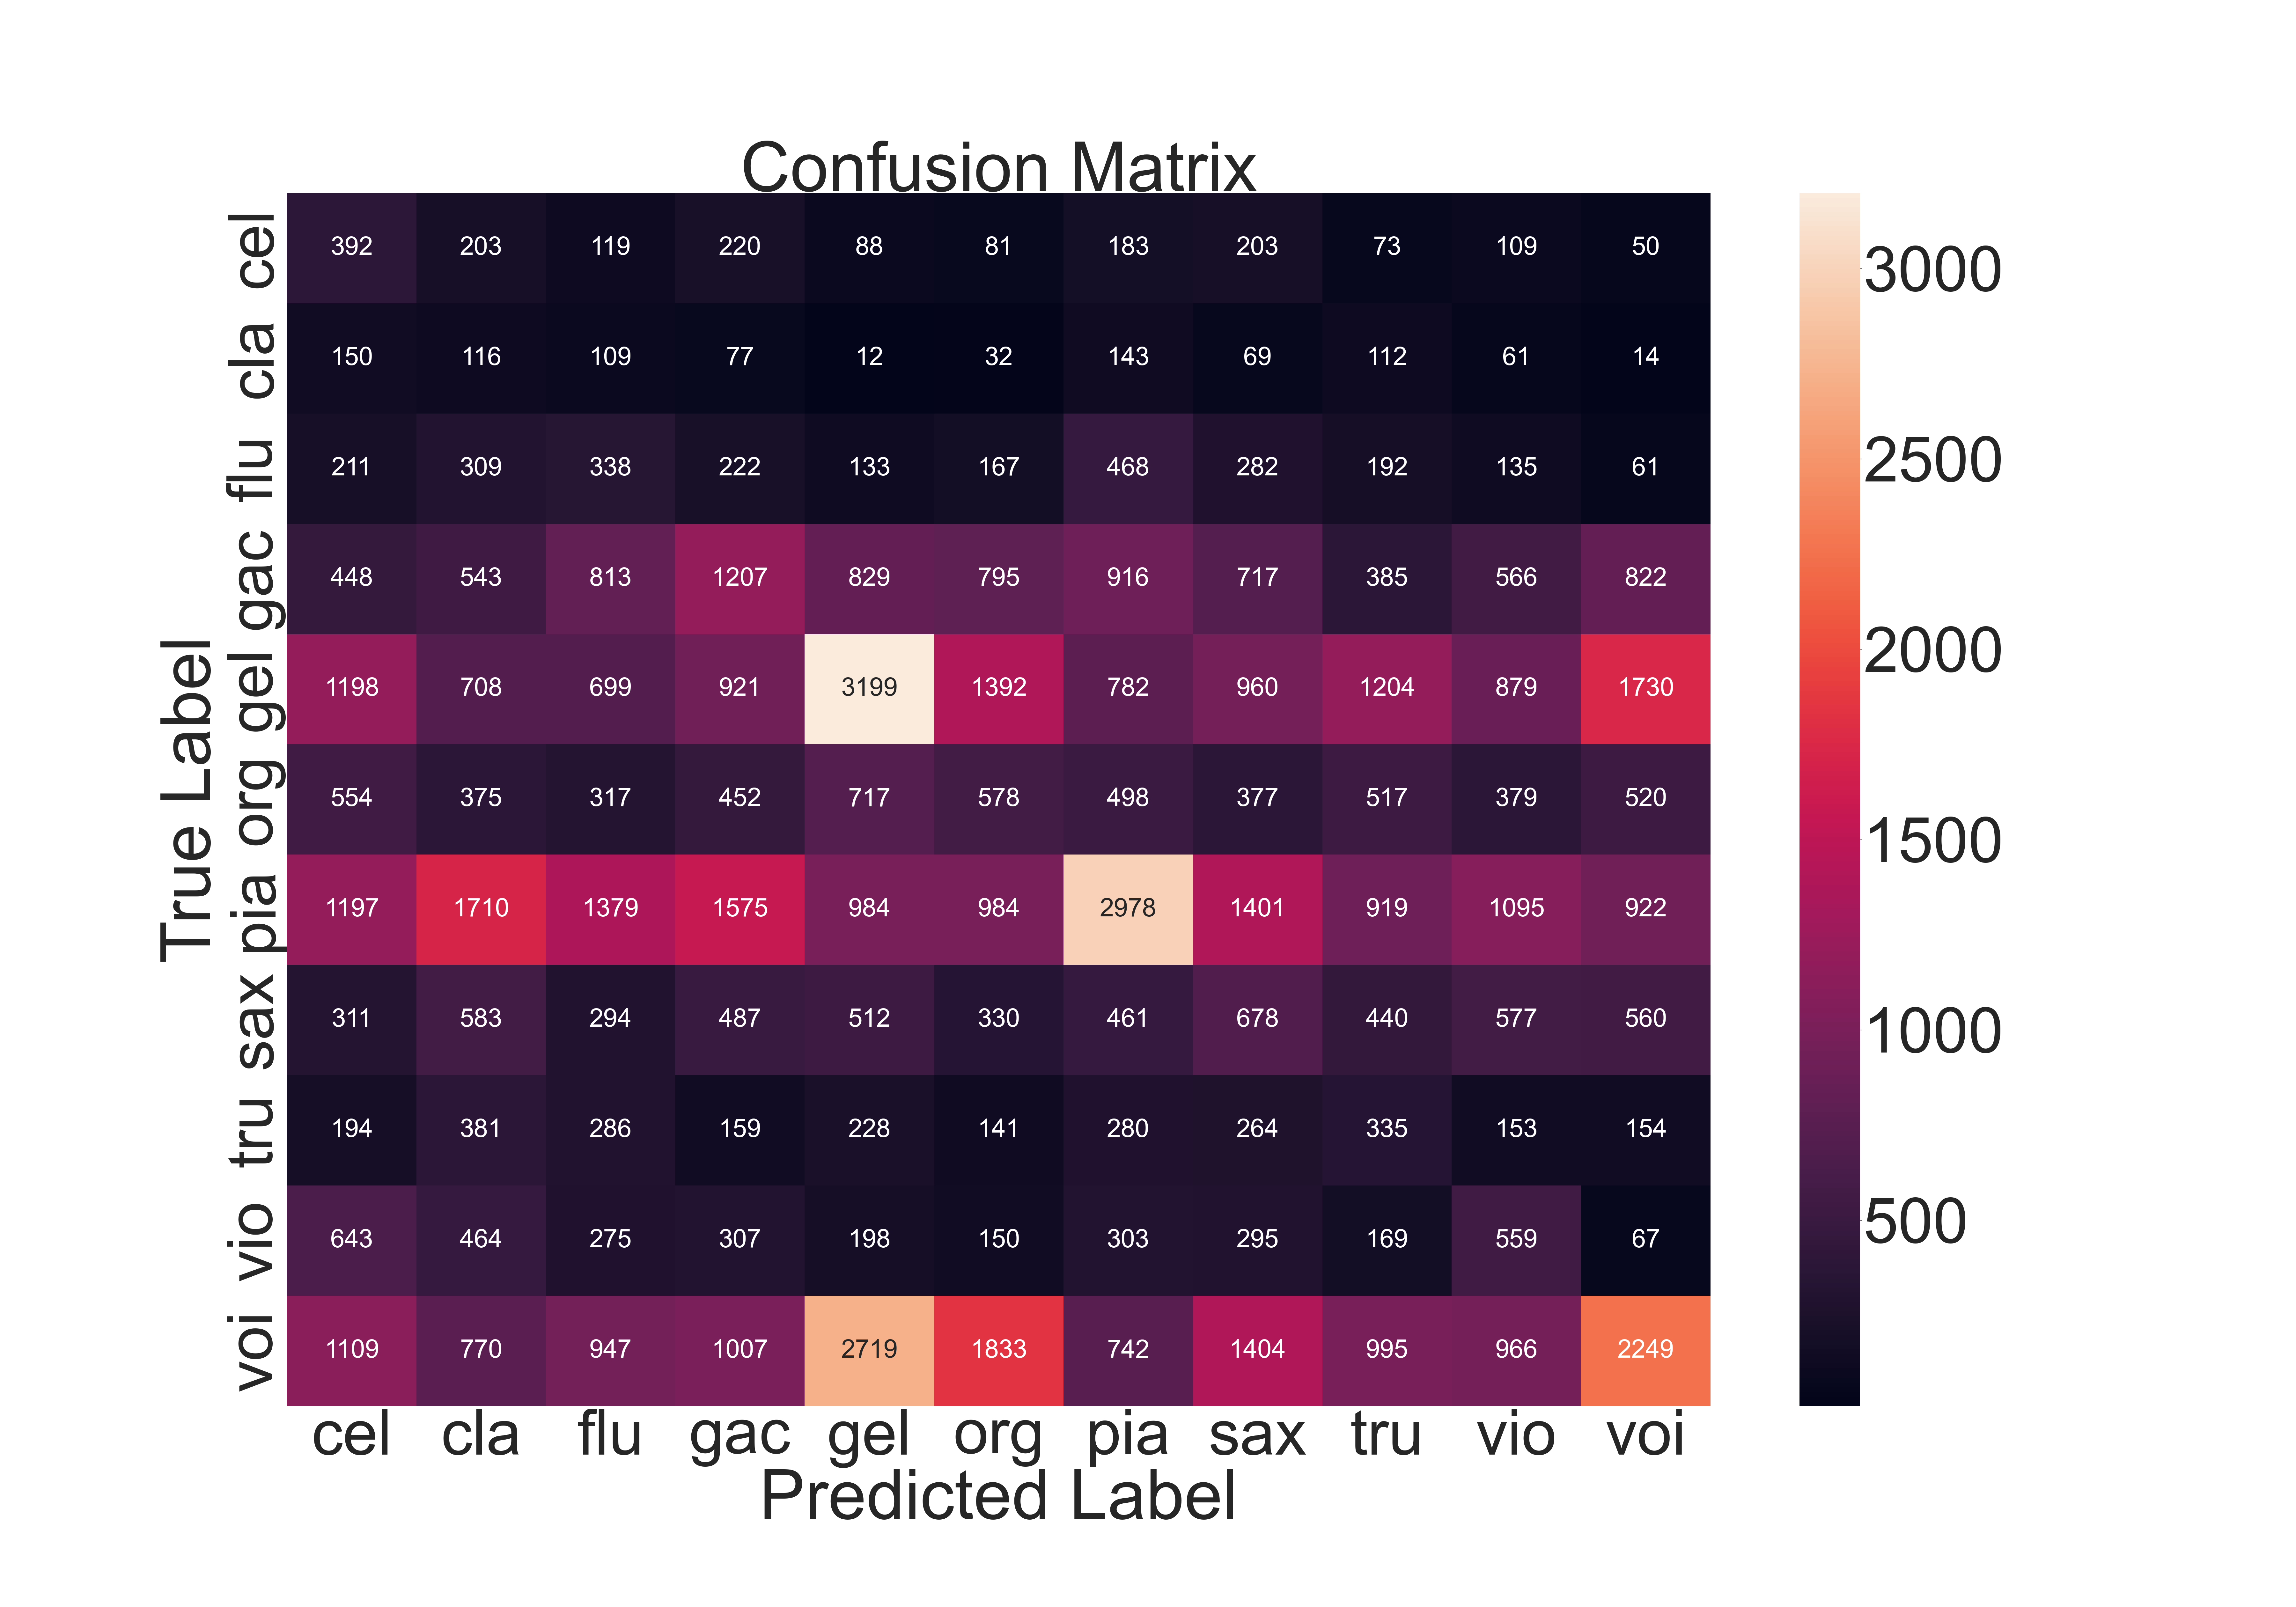 Confusion Matrix
cel 392 203 119 220 88 81 183 203 73 109 50
cla 150 116 109 77 12 32 143 69 112 61 14
flu 211 309 338 222 133 167 468 282 192 135 61
gac 448 543 813 1207 829 795 916 717 385 566 822
gel 1198 708 699 921 3199 1392 782 960 1204 879 1730
org 554 375 317 452 717 578 498 377 517 379 520
pia 1197 1710 1379 1575 984 984 2978 1401 919 1095 922
sax 311 583 294 487 512 330 461 678 440 577 560
tru 194 381 286 159 228 141 280 264 335 153 154
vio 643 464 275 307 198 150 303 295 169 559 67
voi 1109 770 947 1007 2719 1833 742 1404 995 966 2249
cel cla flu gac gel org pia sax tru vio voi
Predicted Label
True Label
3000
2500
2000
1500
1000
500